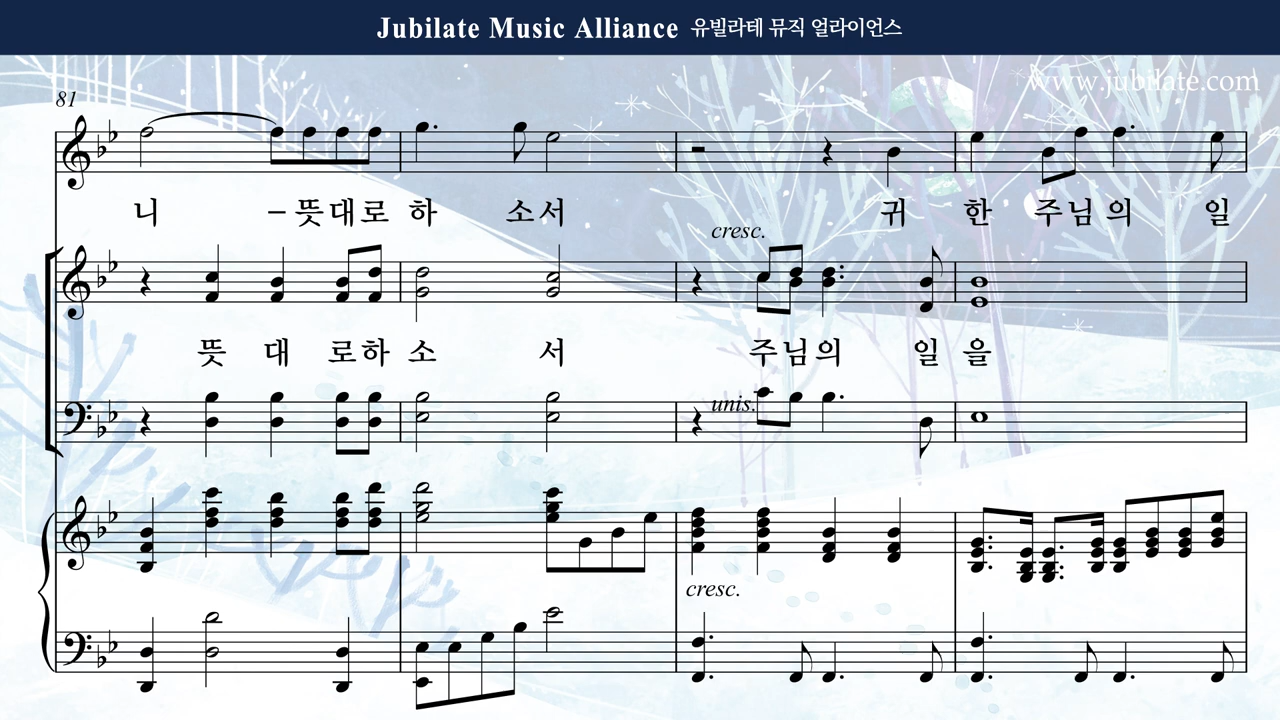 Jubilate Music Alliance 유빌라테 뮤직 얼라이언스
www.jubilate.com
81
니 – 뜻대로 하 소서 귀 한 주님의 일
cresc.
뜻 대 로하 소 서 주님의 일 을
unis.
cresc.